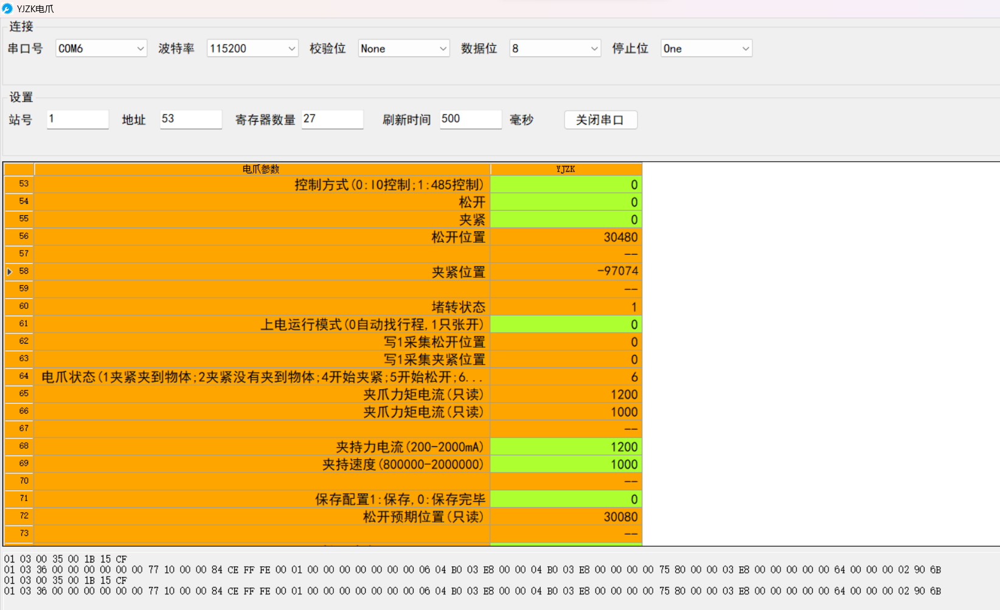 YJZK电爪
连接
串口号 COM6 波特率 115200 校验位 None 数据位 8 停止位 One
设置
站号 1 地址 53 寄存器数量 27 刷新时间 500 毫秒 关闭串口
电爪参数 YJZK
53 控制方式(0:IO控制;1:485控制) 0
54 松开 0
55 夹紧 0
56 松开位置 30480
57 --
58 夹紧位置 -97074
59 --
60 堵转状态 1
61 上电运行模式(0自动找行程,1只张开) 0
62 写1采集松开位置 0
63 写1采集夹紧位置 0
64 电爪状态(1夹紧夹到物体;2夹紧没有夹到物体;4开始夹紧;5开始松开;6... 6
65 夹爪力矩电流(只读) 1200
66 夹爪力矩电流(只读) 1000
67 --
68 夹持力电流(200-2000mA) 1200
69 夹持速度(800000-2000000) 1000
70 --
71 保存配置1:保存,0:保存完毕 0
72 松开预期位置(只读) 30080
73 --
01 03 00 35 00 1B 15 CF
01 03 36 00 00 00 00 00 00 77 10 00 00 84 CE FF FE 00 01 00 00 00 00 00 00 00 06 04 B0 03 E8 00 00 04 B0 03 E8 00 00 00 00 75 80 00 00 03 E8 00 00 00 00 00 64 00 00 00 02 90 6B
01 03 00 35 00 1B 15 CF
01 03 36 00 00 00 00 00 00 77 10 00 00 84 CE FF FE 00 01 00 00 00 00 00 00 00 06 04 B0 03 E8 00 00 04 B0 03 E8 00 00 00 00 75 80 00 00 03 E8 00 00 00 00 00 64 00 00 00 02 90 6B